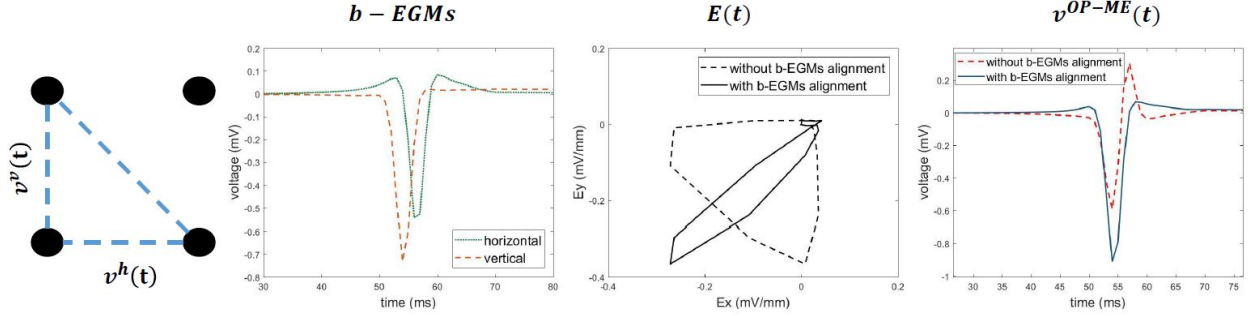 b − EGMs
E(t)
v^{OP−ME}(t)
v^v(t)
v^h(t)
0.2
0.1
0
-0.1
-0.2
-0.3
-0.4
-0.5
-0.6
-0.7
-0.8
voltage (mV)
30
40
50
60
70
80
time (ms)
horizontal
vertical
0.2
0
-0.2
-0.4
Ey (mV/mm)
-0.4
-0.2
0
0.2
Ex (mV/mm)
without b-EGMs alignment
with b-EGMs alignment
0.2
0
-0.2
-0.4
-0.6
-0.8
-1
voltage (mV)
30
35
40
45
50
55
60
65
70
75
time (ms)
without b-EGMs alignment
with b-EGMs alignment